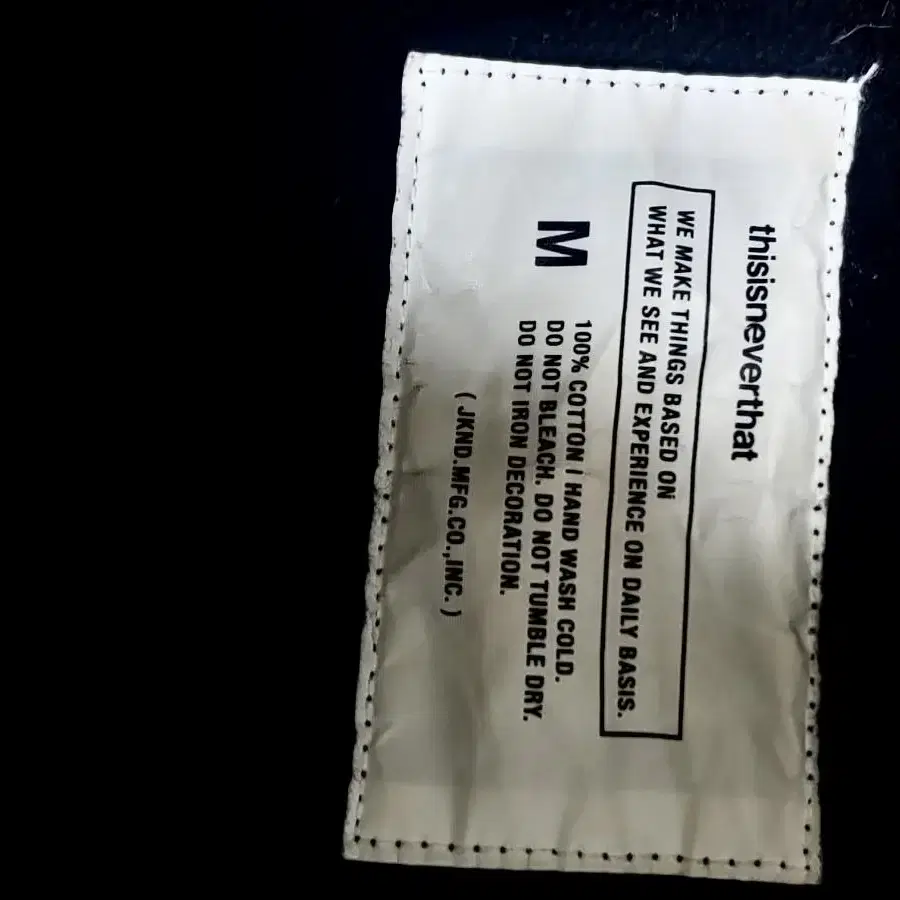 thisisneverthat
WE MAKE THINGS BASED ON
WHAT WE SEE AND EXPERIENCE ON DAILY BASIS.
M
100% COTTON / HAND WASH COLD.
DO NOT BLEACH. DO NOT TUMBLE DRY.
DO NOT IRON DECORATION.
( JKND.MFG.CO.,INC. )